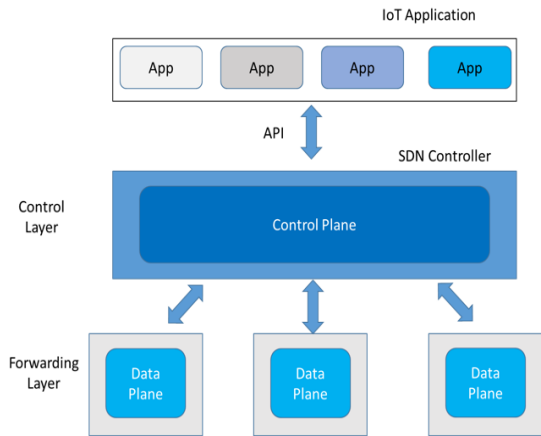 IoT Application
App App App App
API
SDN Controller
Control
Layer
Control Plane
Forwarding
Layer
Data
Plane
Data
Plane
Data
Plane